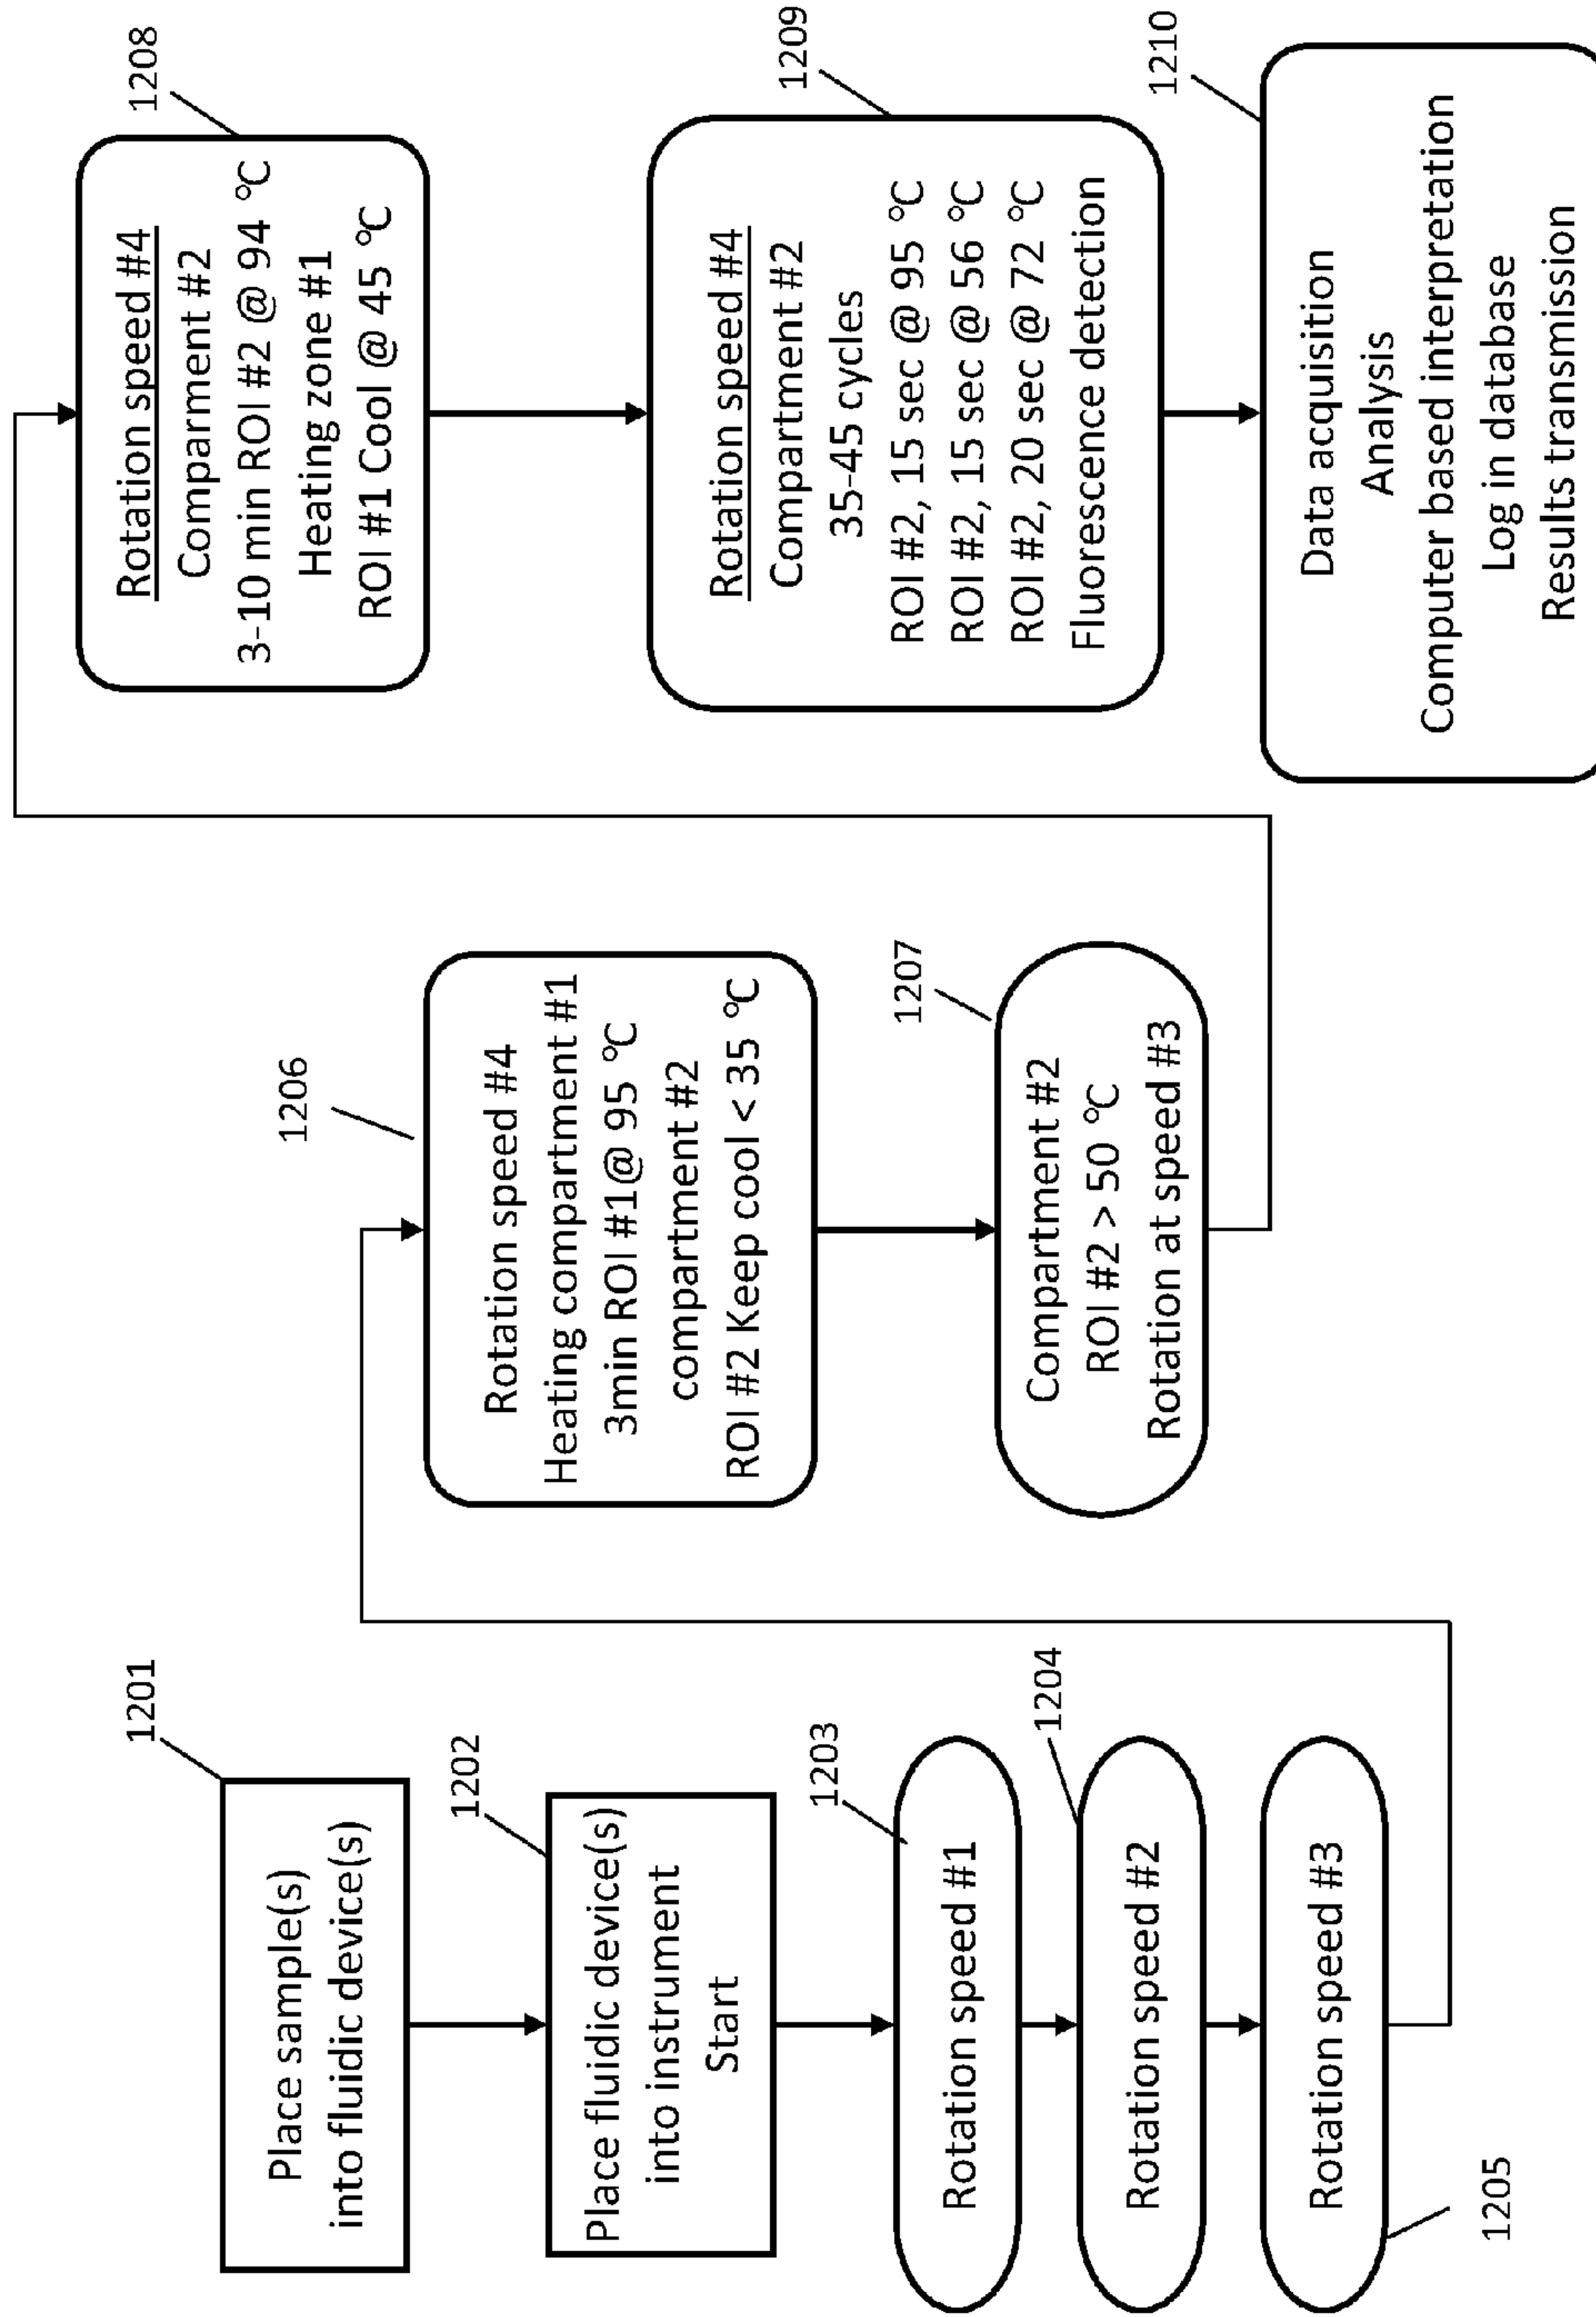 1201
Place sample(s)
into fluidic device(s)
1202
Place fluidic device(s)
into instrument
Start
1203
Rotation speed #1
1204
Rotation speed #2
Rotation speed #3
1205
1206
Rotation speed #4
Heating compartment #1
3min ROI #1@ 95 °C
compartment #2
ROI #2 Keep cool < 35 °C
1207
Compartment #2
ROI #2 > 50 °C
Rotation at speed #3
1208
Rotation speed #4
Comparment #2
3-10 min ROI #2 @ 94 °C
Heating zone #1
ROI #1 Cool @ 45 °C
1209
Rotation speed #4
Compartment #2
35-45 cycles
ROI #2, 15 sec @ 95 °C
ROI #2, 15 sec @ 56 °C
ROI #2, 20 sec @ 72 °C
Fluorescence detection
1210
Data acquisition
Analysis
Computer based interpretation
Log in database
Results transmission